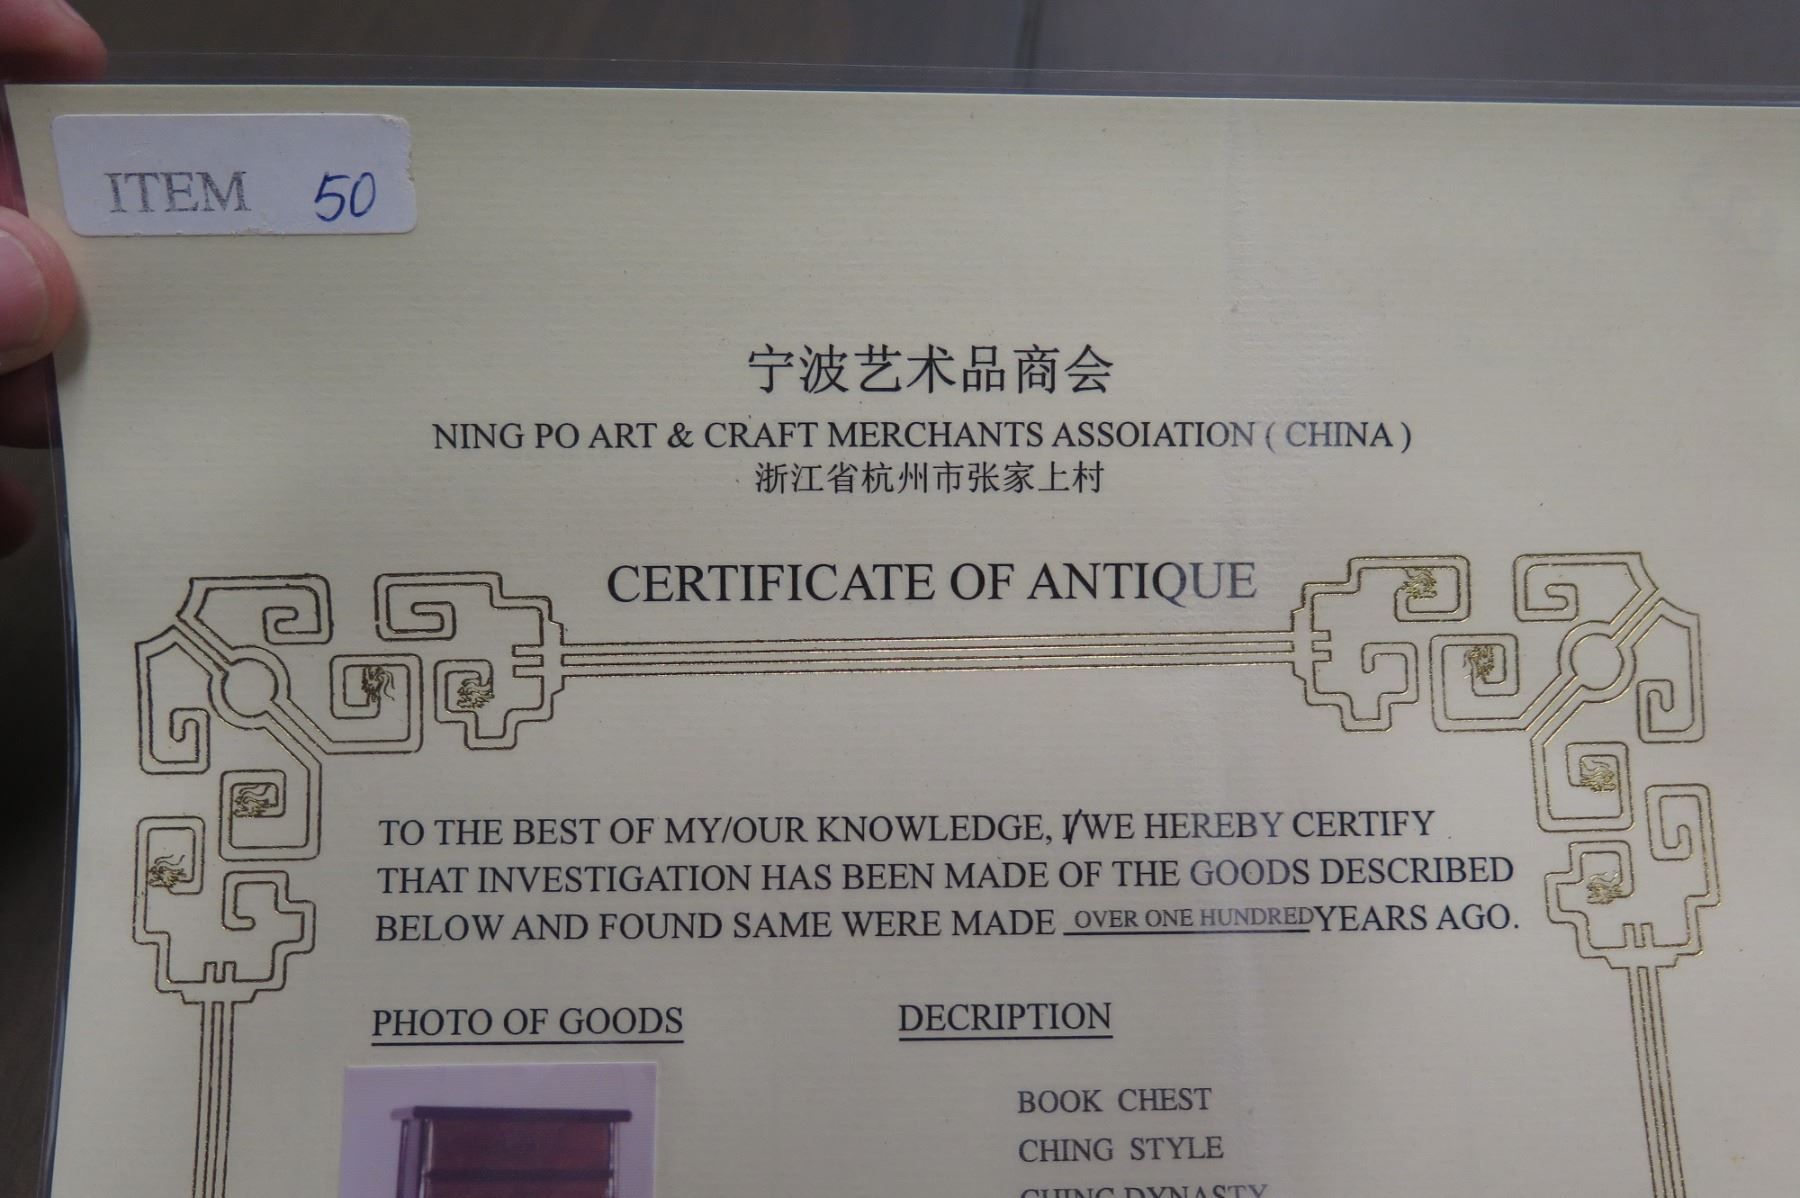 ITEM 50
宁波艺术品商会
NING PO ART & CRAFT MERCHANTS ASSOIATION ( CHINA )
浙江省杭州市张家上村
CERTIFICATE OF ANTIQUE
TO THE BEST OF MY/OUR KNOWLEDGE, I/WE HEREBY CERTIFY
THAT INVESTIGATION HAS BEEN MADE OF THE GOODS DESCRIBED
BELOW AND FOUND SAME WERE MADE OVER ONE HUNDRED YEARS AGO.
PHOTO OF GOODS DECRIPTION
BOOK CHEST
CHING STYLE
CHING DYNASTY